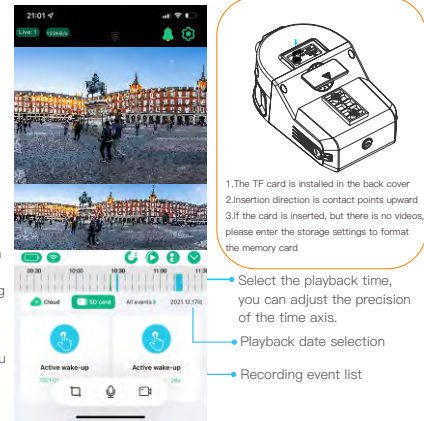 21:01
Live: 1
123KB/s
09:30 10:00 10:30 11:00 11:3
Cloud
SD card
All events >
2021.12.17
Active wake-up
Active wake-up
1.The TF card is installed in the back cover
2.Insertion direction is contact points upward
3.if the card is inserted, but there is no videos,
please enter the storage settings to format
the memory card
Select the playback time,
you can adjust the precision
of the time axis.
Playback date selection
Recording event list